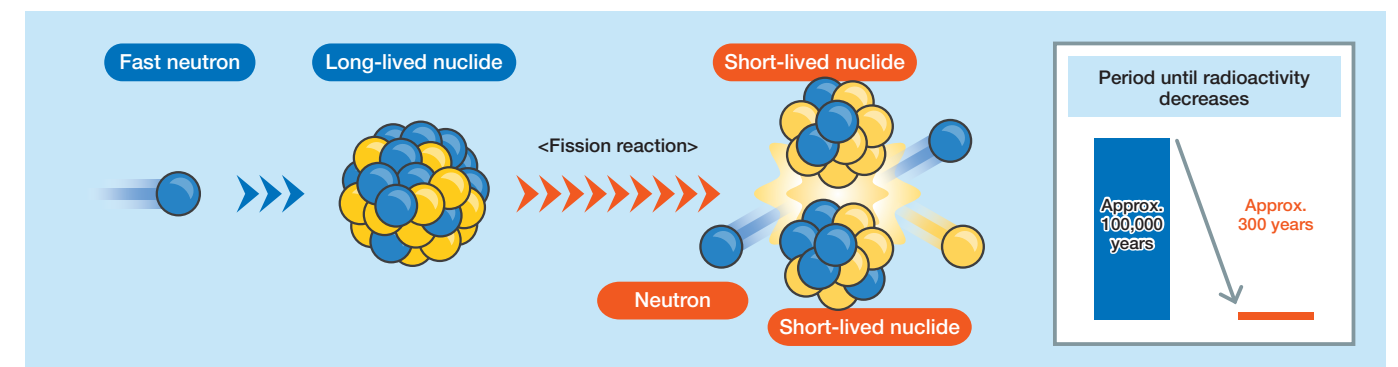 Fast neutron
Long-lived nuclide
<Fission reaction>
Short-lived nuclide
Neutron
Short-lived nuclide
Period until radioactivity
decreases
Approx.
100,000
years
Approx.
300 years